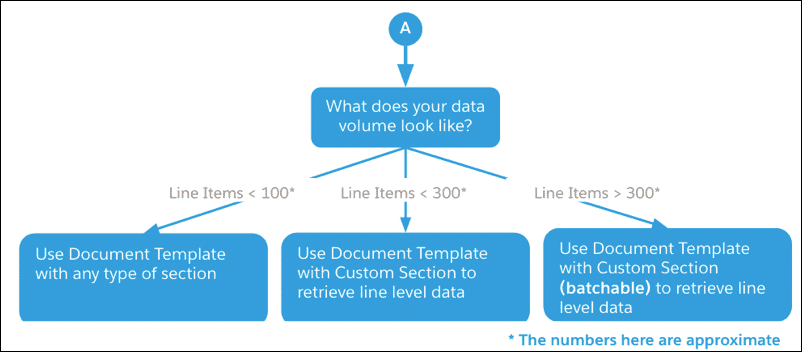 A
What does your data
volume look like?
Line Items < 100*
Line Items < 300*
Line Items > 300*
Use Document Template
with any type of section
Use Document Template
with Custom Section to
retrieve line level data
Use Document Template
with Custom Section
(batchable) to retrieve line
level data
* The numbers here are approximate